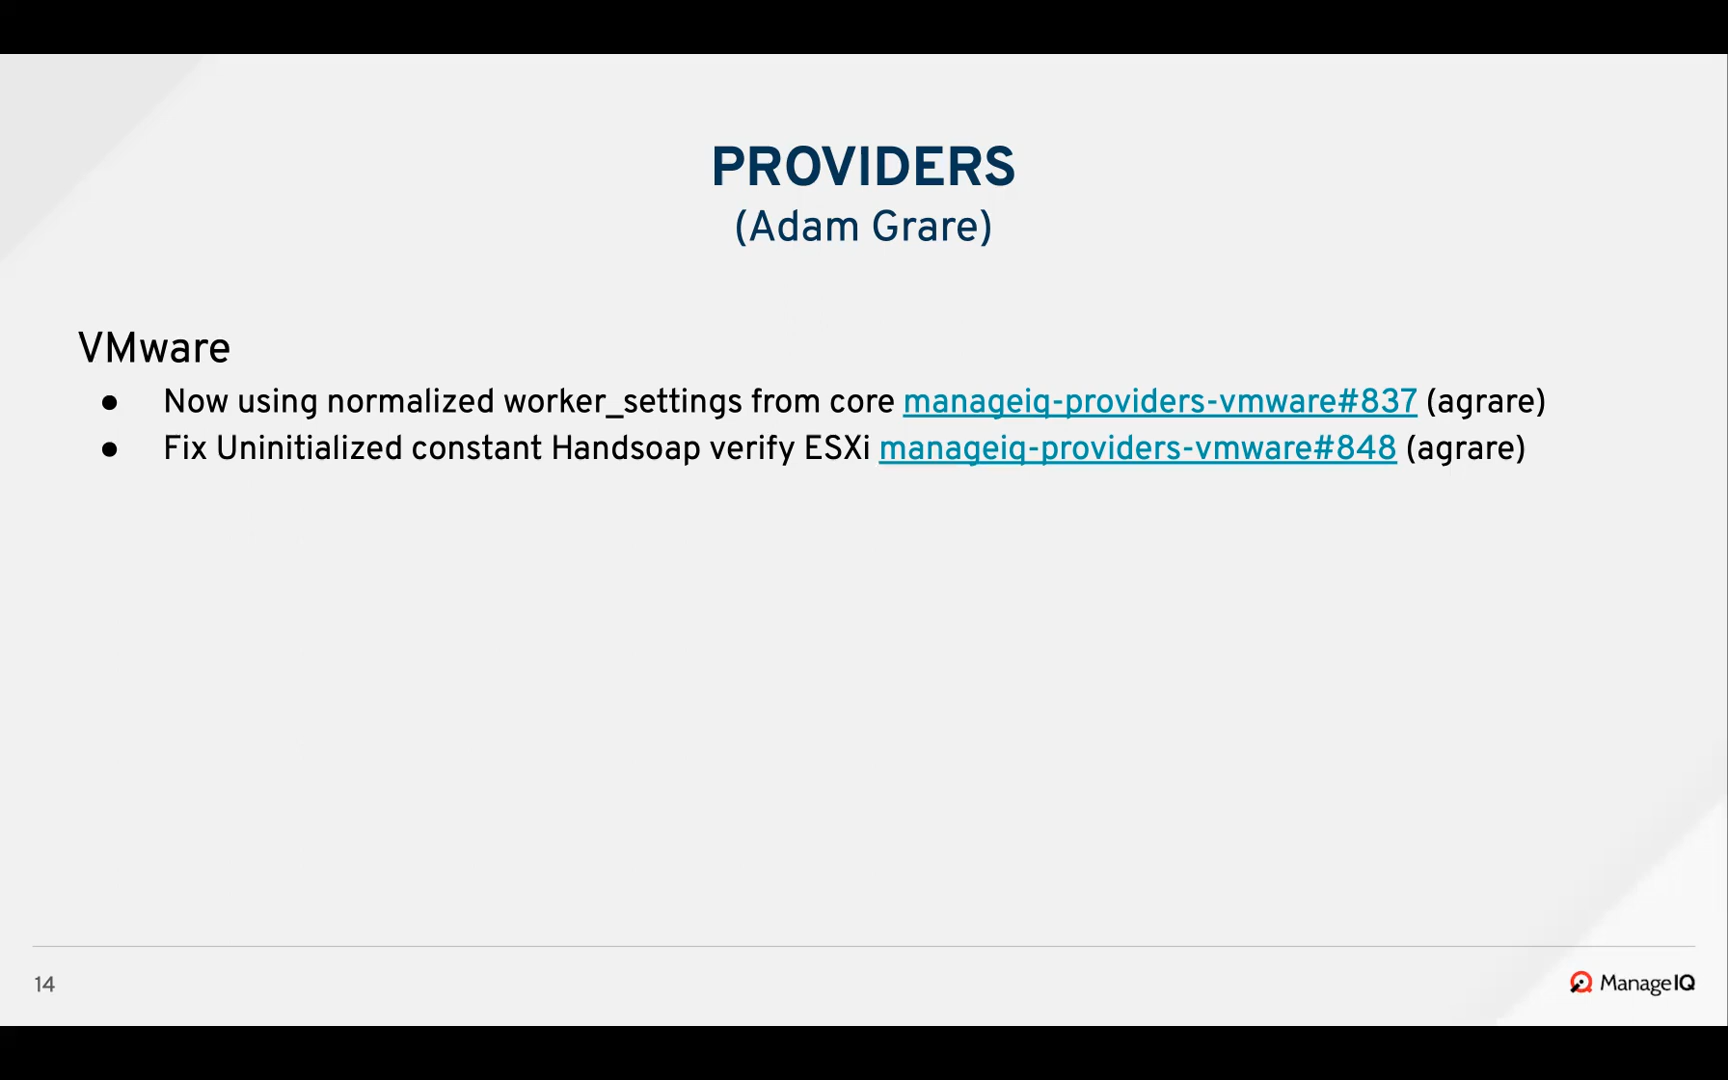 PROVIDERS
(Adam Grare)
VMware
● Now using normalized worker_settings from core manageiq-providers-vmware#837 (agrare)
● Fix Uninitialized constant Handsoap verify ESXi manageiq-providers-vmware#848 (agrare)
14
ManageIQ